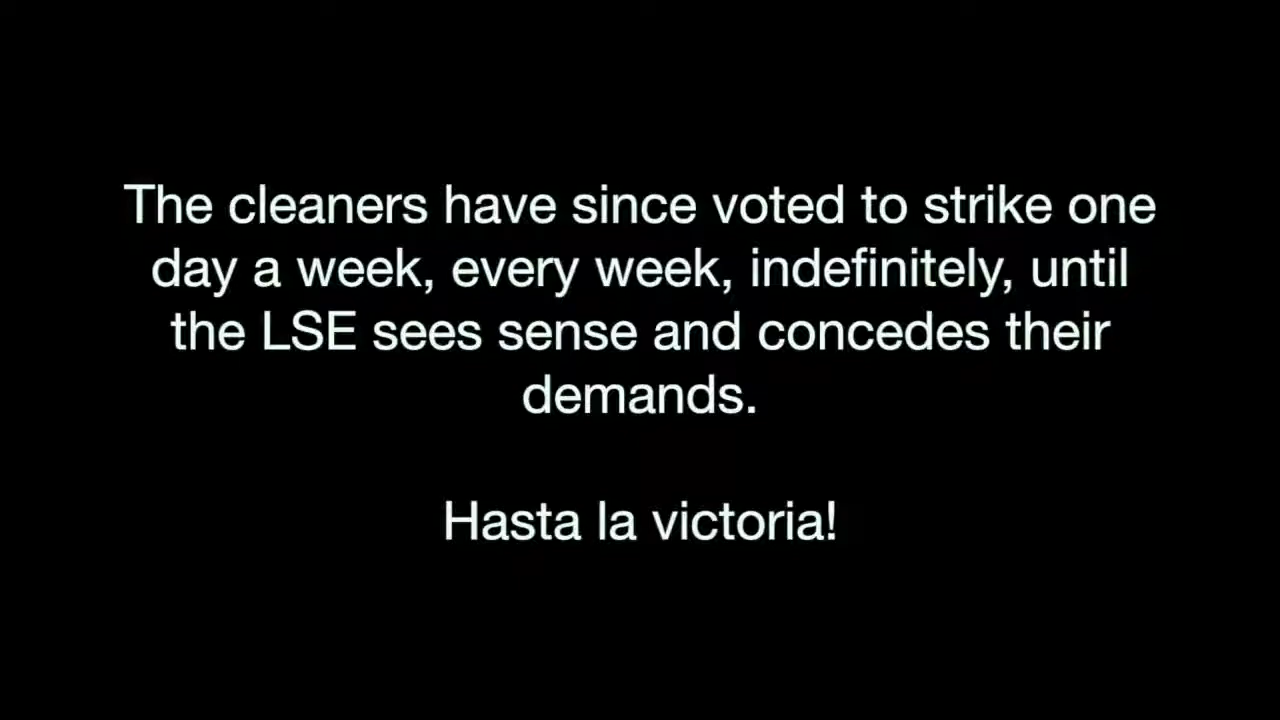 The cleaners have since voted to strike one
day a week, every week, indefinitely, until
the LSE sees sense and concedes their
demands.
Hasta la victoria!